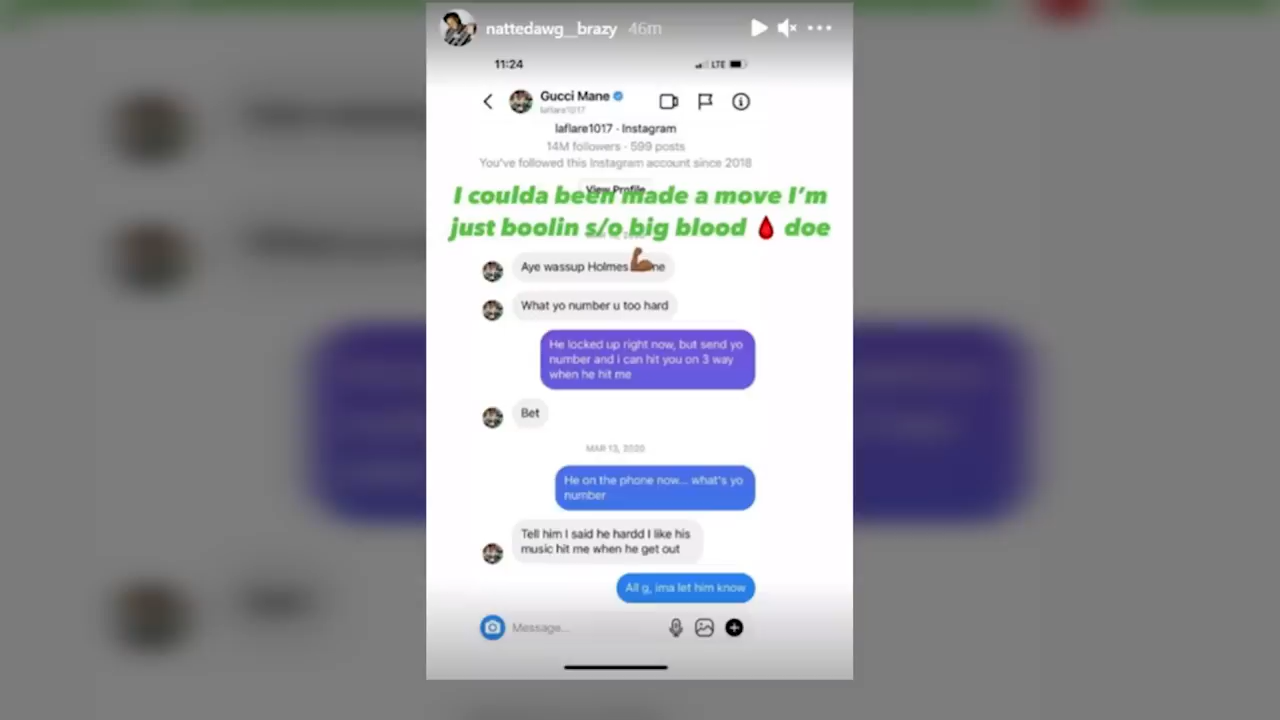 nattedawg__brazy 46m
11:24
LTE
Gucci Mane
laflare1017
laflare1017 · Instagram
14M followers · 599 posts
You've followed this Instagram account since 2018
View Profile
I coulda been made a move I'm
just boolin s/o big blood 🩸 doe
💪🏾
Aye wassup Holmes
What yo number u too hard
He locked up right now, but send yo
number and i can hit you on 3 way
when he hit me
Bet
MAR 13, 2020
He on the phone now... what's yo
number
Tell him I said he hardd I like his
music hit me when he get out
All g, ima let him know
Message...